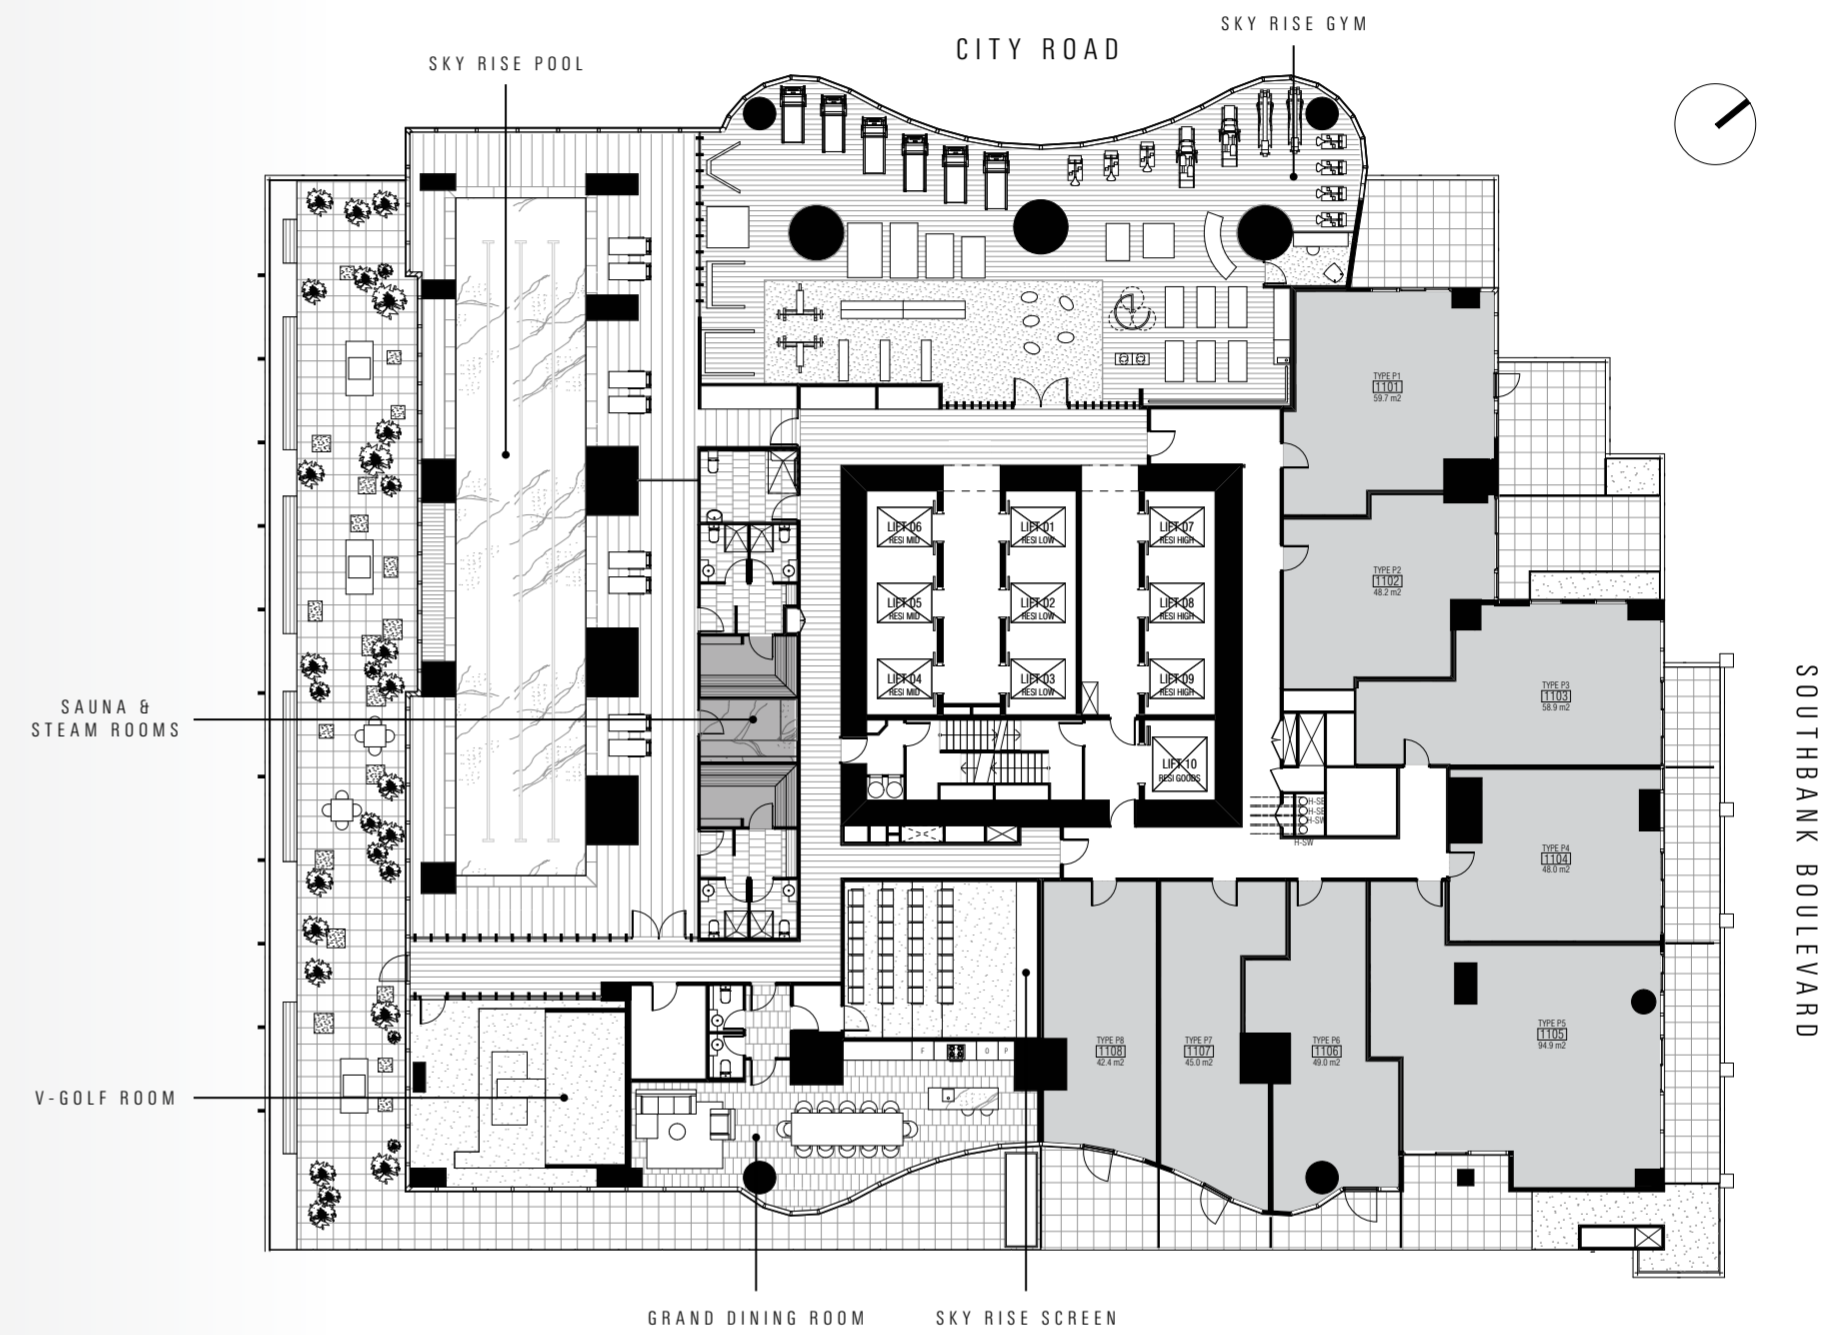 SKY RISE GYM
CITY ROAD
SKY RISE POOL
TYPE P1
1101
59.7 m2
LIFT 06
RESI MID
LIFT 01
RESI LOW
LIFT 07
RESI HIGH
TYPE P2
1102
48.2 m2
LIFT 05
RESI MID
LIFT 02
RESI LOW
LIFT 08
RESI HIGH
LIFT 04
RESI MID
LIFT 03
RESI LOW
LIFT 09
RESI HIGH
TYPE P3
1103
58.9 m2
SAUNA &
STEAM ROOMS
LIFT 10
RESI GOODS
SOUTHBANK BOULEVARD
H-SW
H-SW
TYPE P4
1104
48.0 m2
TYPE P5
1105
94.9 m2
TYPE P8
1108
42.4 m2
TYPE P7
1107
45.0 m2
TYPE P6
1106
49.0 m2
F
O
P
V-GOLF ROOM
GRAND DINING ROOM
SKY RISE SCREEN